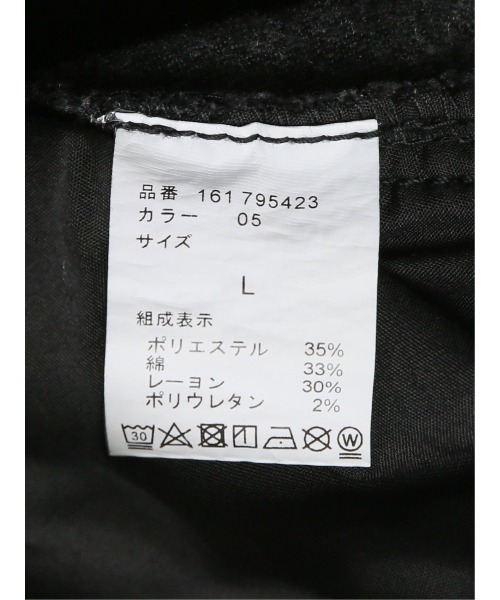 品番 161 795423
カラー 05
サイズ
L
組成表示
ポリエステル 35%
綿 33%
レーヨン 30%
ポリウレタン 2%
30 W